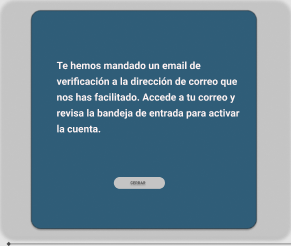 Te hemos mandado un email de
verificación a la dirección de correo que
nos has facilitado. Accede a tu correo y
revisa la bandeja de entrada para activar
la cuenta.
CERRAR